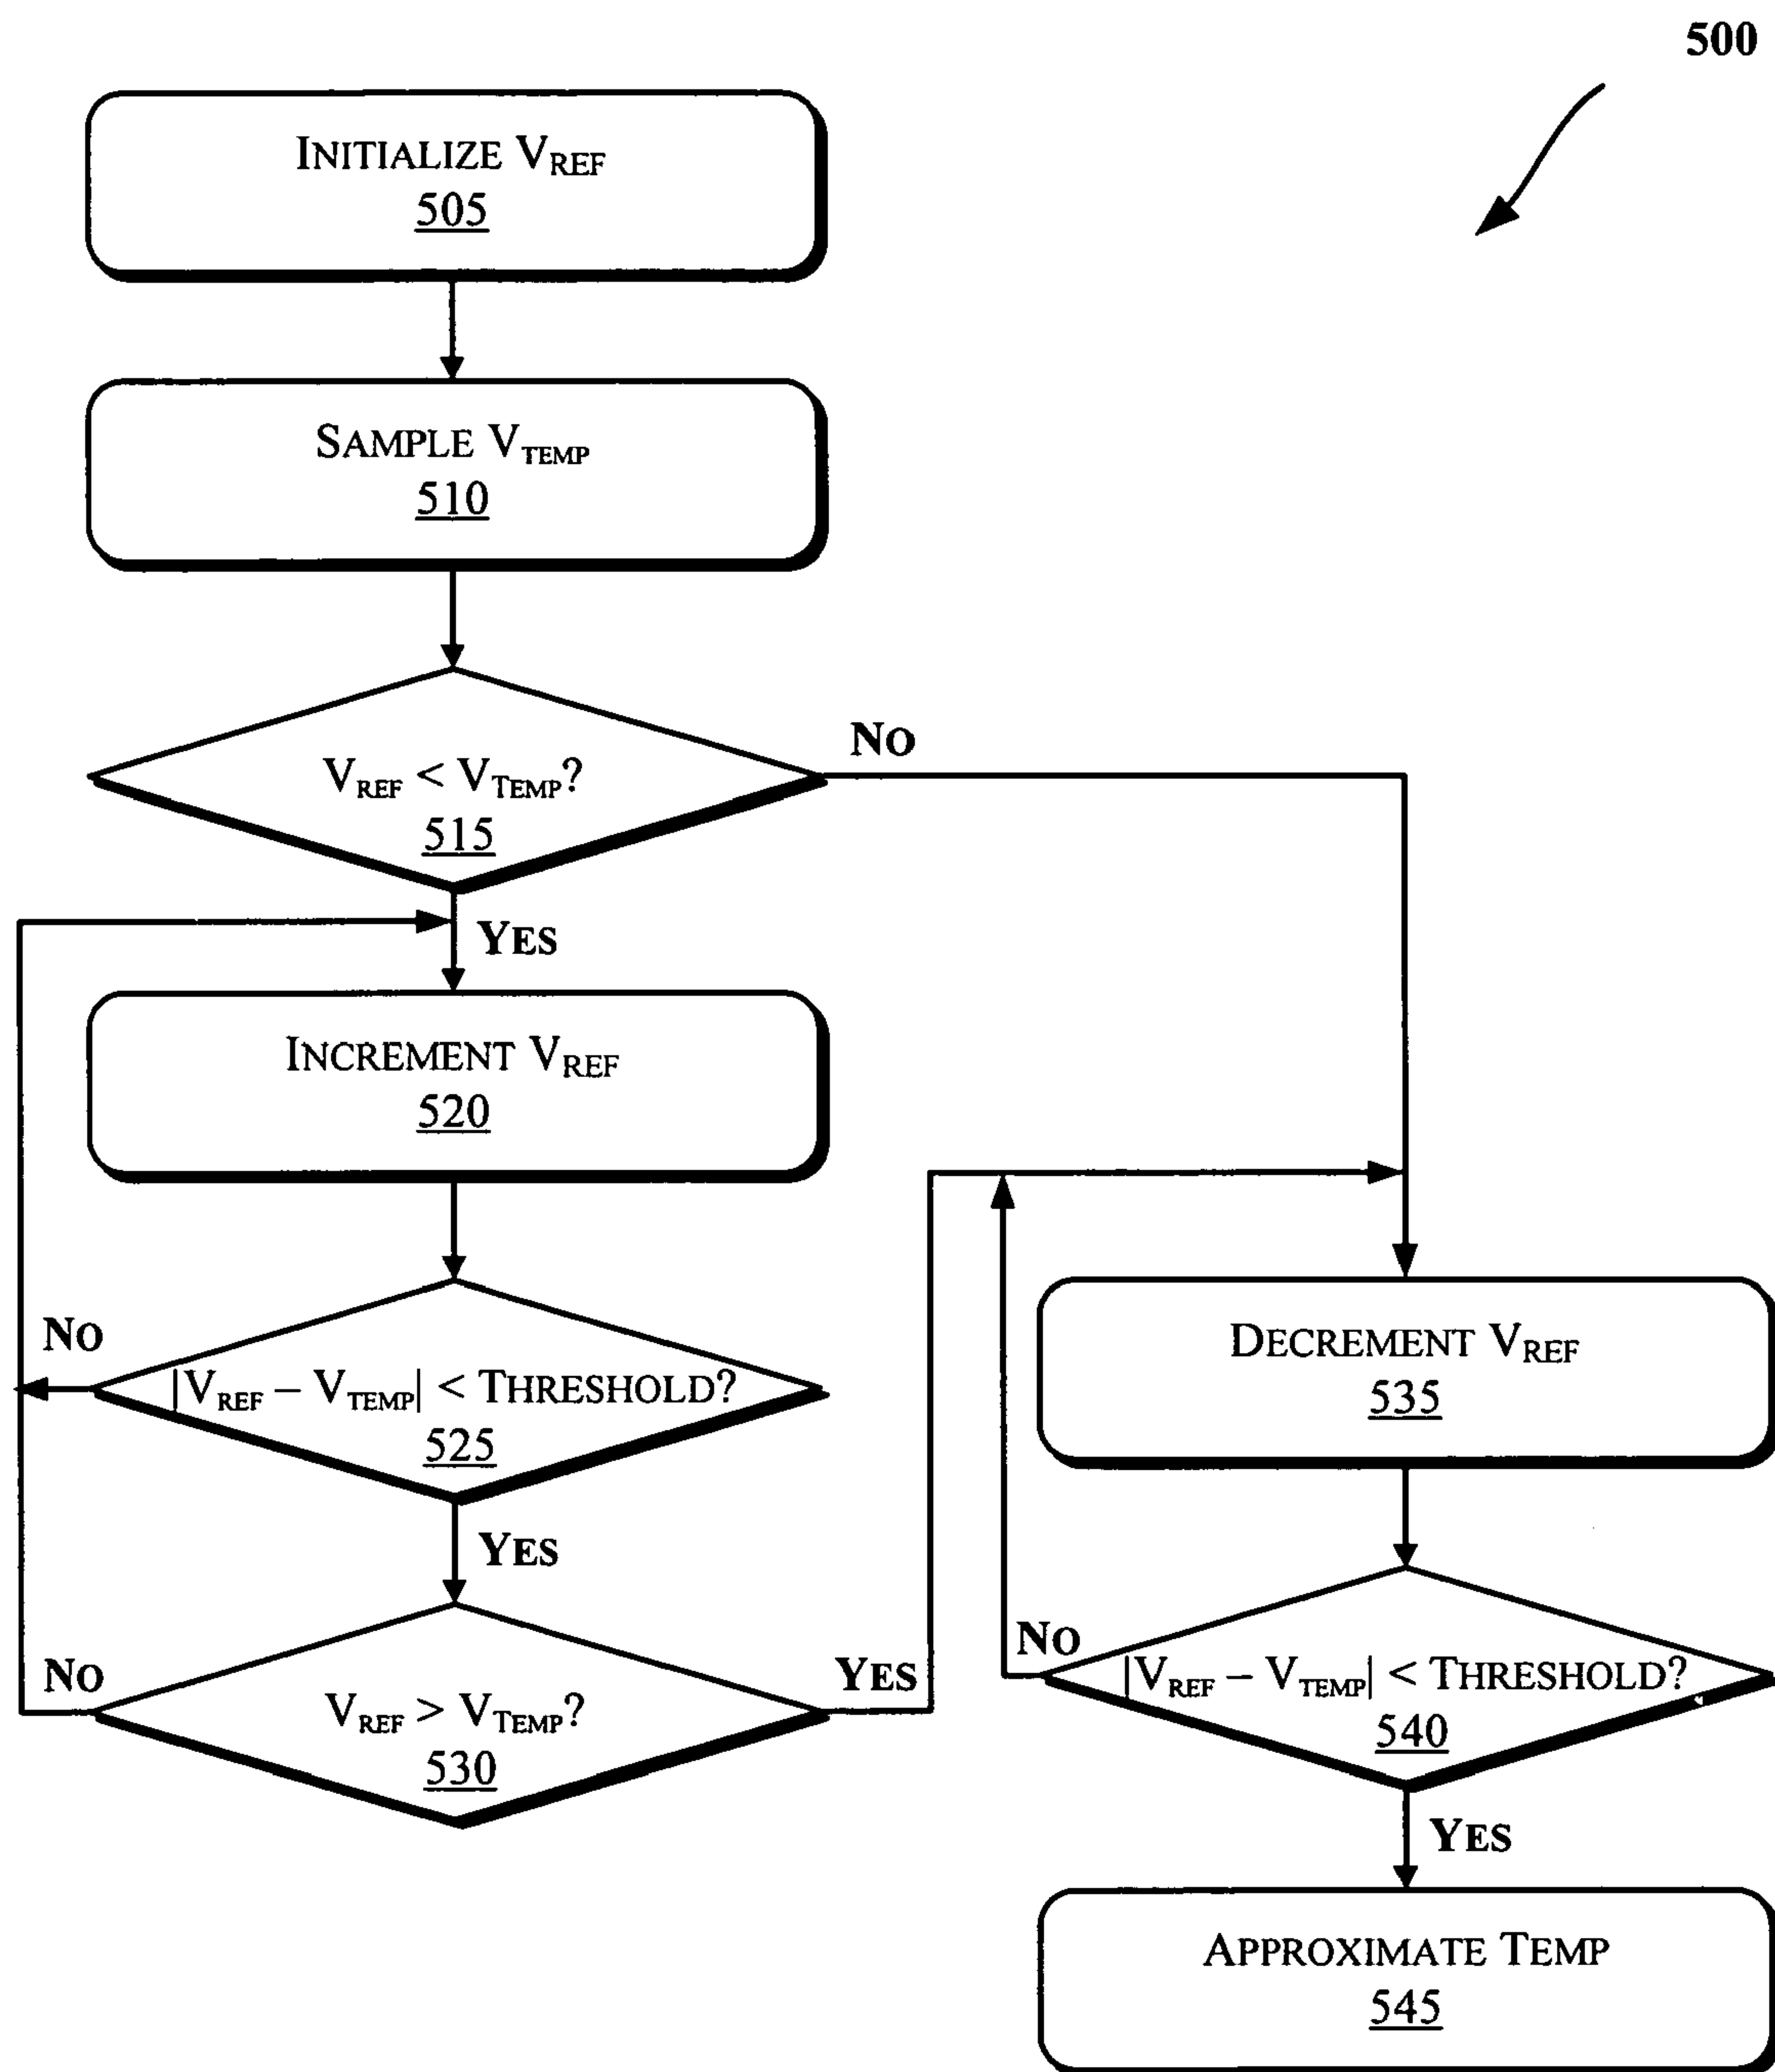 500
INITIALIZE VREF
505
SAMPLE VTEMP
510
VREF < VTEMP?
515
NO
YES
INCREMENT VREF
520
|VREF – VTEMP| < THRESHOLD?
525
NO
YES
VREF > VTEMP?
530
NO
YES
DECREMENT VREF
535
|VREF – VTEMP| < THRESHOLD?
540
NO
YES
APPROXIMATE TEMP
545